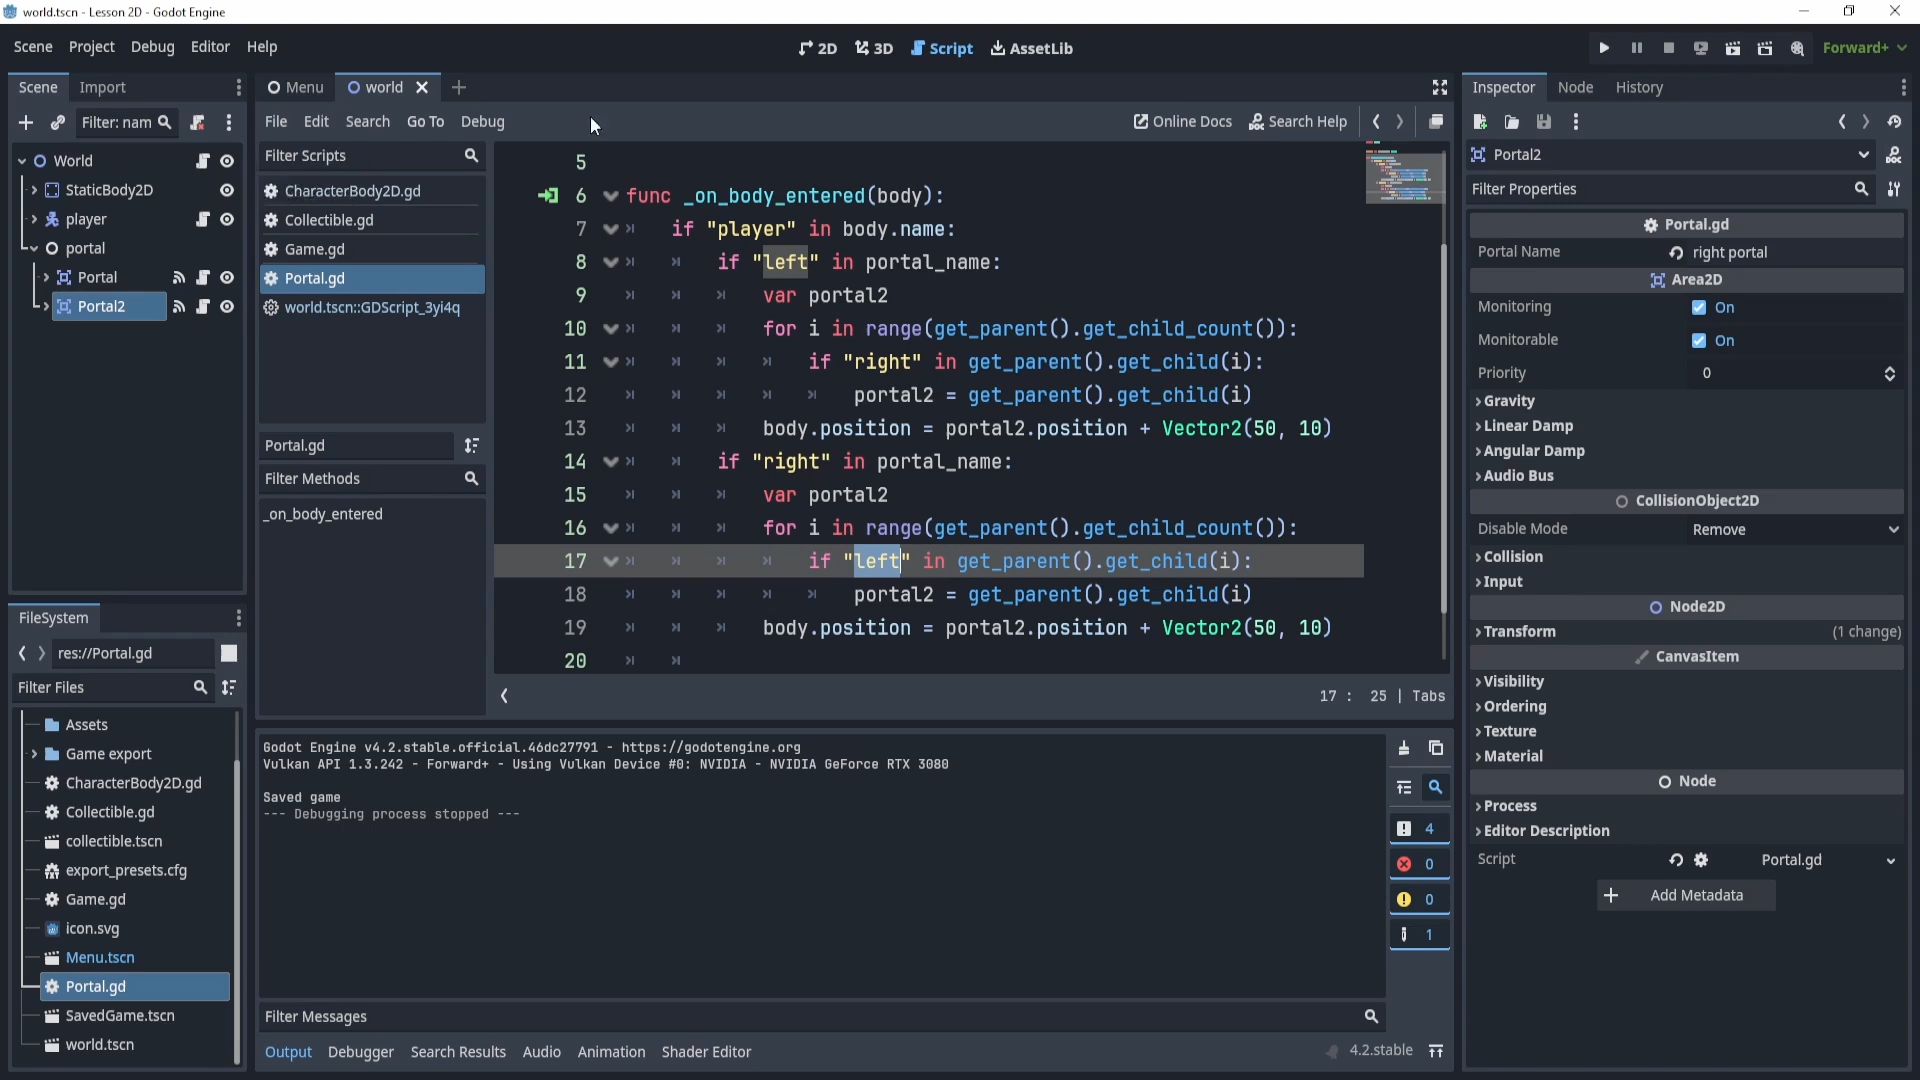 world.tscn - Lesson 2D - Godot Engine
Scene Project Debug Editor Help
2D 3D Script AssetLib
Forward+
Scene Import
Filter: nam
World
StaticBody2D
player
portal
Portal
Portal2
FileSystem
res://Portal.gd
Filter Files
Assets
Game export
CharacterBody2D.gd
Collectible.gd
collectible.tscn
export_presets.cfg
Game.gd
icon.svg
Menu.tscn
Portal.gd
SavedGame.tscn
world.tscn
Menu world
File Edit Search Go To Debug
Online Docs Search Help
Filter Scripts
CharacterBody2D.gd
Collectible.gd
Game.gd
Portal.gd
world.tscn::GDScript_3yi4q
Portal.gd
Filter Methods
_on_body_entered
5
6 func _on_body_entered(body):
7 if "player" in body.name:
8 if "left" in portal_name:
9 var portal2
10 for i in range(get_parent().get_child_count()):
11 if "right" in get_parent().get_child(i):
12 portal2 = get_parent().get_child(i)
13 body.position = portal2.position + Vector2(50, 10)
14 if "right" in portal_name:
15 var portal2
16 for i in range(get_parent().get_child_count()):
17 if "left" in get_parent().get_child(i):
18 portal2 = get_parent().get_child(i)
19 body.position = portal2.position + Vector2(50, 10)
20
17 : 25 | Tabs
Godot Engine v4.2.stable.official.46dc27791 - https://godotengine.org
Vulkan API 1.3.242 - Forward+ - Using Vulkan Device #0: NVIDIA - NVIDIA GeForce RTX 3080
Saved game
--- Debugging process stopped ---
4
0
0
1
Filter Messages
Output Debugger Search Results Audio Animation Shader Editor
4.2.stable
Inspector Node History
Portal2
Filter Properties
Portal.gd
Portal Name right portal
Area2D
Monitoring On
Monitorable On
Priority 0
Gravity
Linear Damp
Angular Damp
Audio Bus
CollisionObject2D
Disable Mode Remove
Collision
Input
Node2D
Transform (1 change)
CanvasItem
Visibility
Ordering
Texture
Material
Node
Process
Editor Description
Script Portal.gd
Add Metadata